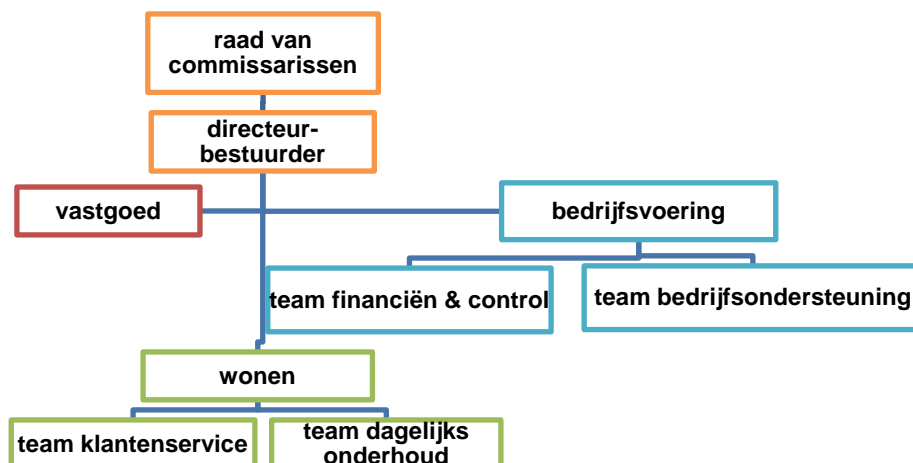 raad van
commissarissen
directeur-
bestuurder
vastgoed
bedrijfsvoering
team financiën & control
team bedrijfsondersteuning
wonen
team klantenservice
team dagelijks
onderhoud